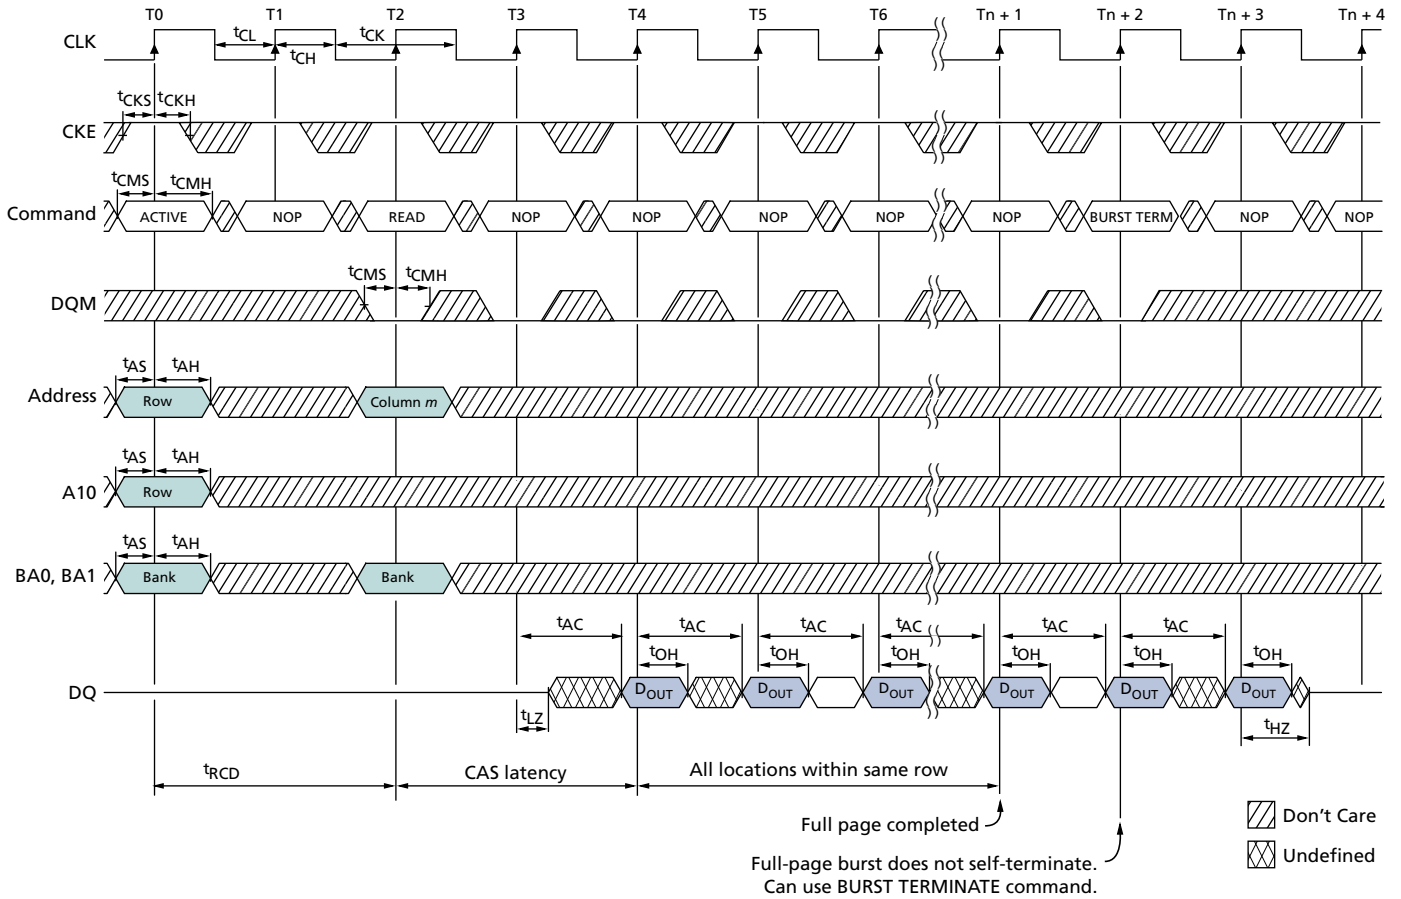 T0 T1 T2 T3 T4 T5 T6 Tn + 1 Tn + 2 Tn + 3 Tn + 4
CLK tCL tCH tCK
tCKS tCKH
CKE
tCMS tCMH
Command ACTIVE NOP READ NOP NOP NOP NOP NOP BURST TERM NOP NOP
tCMS tCMH
DQM
tAS tAH
Address Row Column m
tAS tAH
A10 Row
tAS tAH
BA0, BA1 Bank Bank
tAC tAC tAC tAC tAC tAC
tOH tOH tOH tOH tOH tOH
DQ DOUT DOUT DOUT DOUT DOUT DOUT
tLZ tHZ
tRCD CAS latency All locations within same row
Full page completed
Full-page burst does not self-terminate.
Can use BURST TERMINATE command.
Don't Care
Undefined